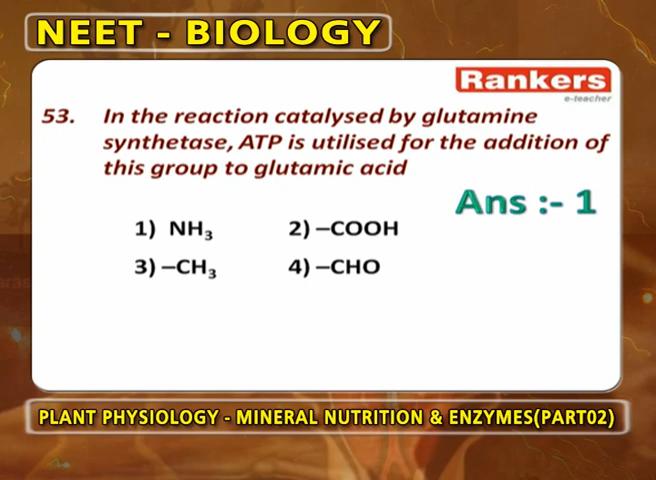 NEET - BIOLOGY
Rankers
e-teacher
53. In the reaction catalysed by glutamine
synthetase, ATP is utilised for the addition of
this group to glutamic acid
Ans :- 1
1) NH₃ 2) –COOH
3) –CH₃ 4) –CHO
PLANT PHYSIOLOGY - MINERAL NUTRITION & ENZYMES(PART02)